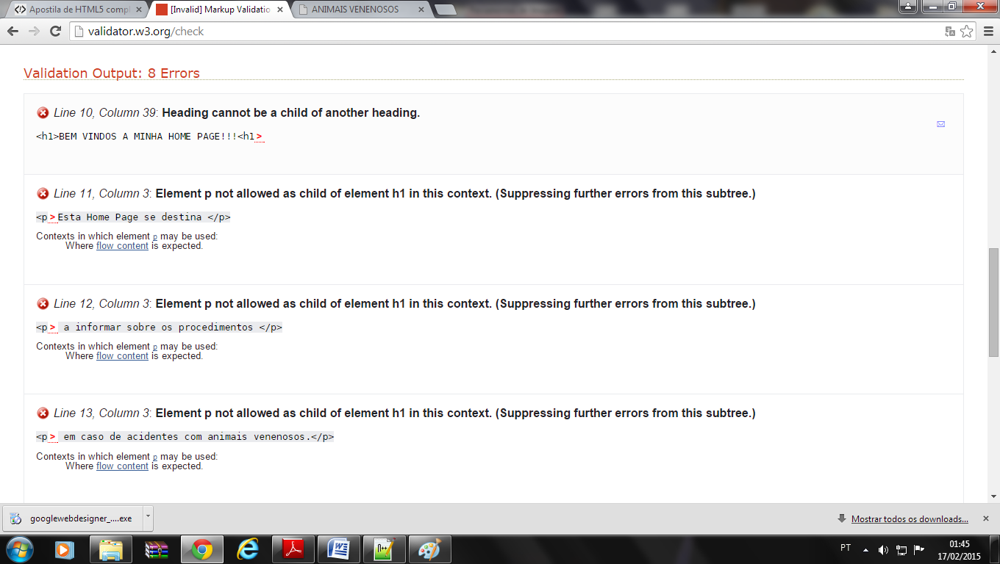 Apostila de HTML5 compl
[Invalid] Markup Validatio
ANIMAIS VENENOSOS
validator.w3.org/check
Validation Output: 8 Errors
Line 10, Column 39: Heading cannot be a child of another heading.
<h1>BEM VINDOS A MINHA HOME PAGE!!!<h1>
Line 11, Column 3: Element p not allowed as child of element h1 in this context. (Suppressing further errors from this subtree.)
<p>Esta Home Page se destina </p>
Contexts in which element p may be used:
Where flow content is expected.
Line 12, Column 3: Element p not allowed as child of element h1 in this context. (Suppressing further errors from this subtree.)
<p> a informar sobre os procedimentos </p>
Contexts in which element p may be used:
Where flow content is expected.
Line 13, Column 3: Element p not allowed as child of element h1 in this context. (Suppressing further errors from this subtree.)
<p> em caso de acidentes com animais venenosos.</p>
Contexts in which element p may be used:
Where flow content is expected.
googlewebdesigner_....exe
Mostrar todos os downloads...
PT
01:45
17/02/2015